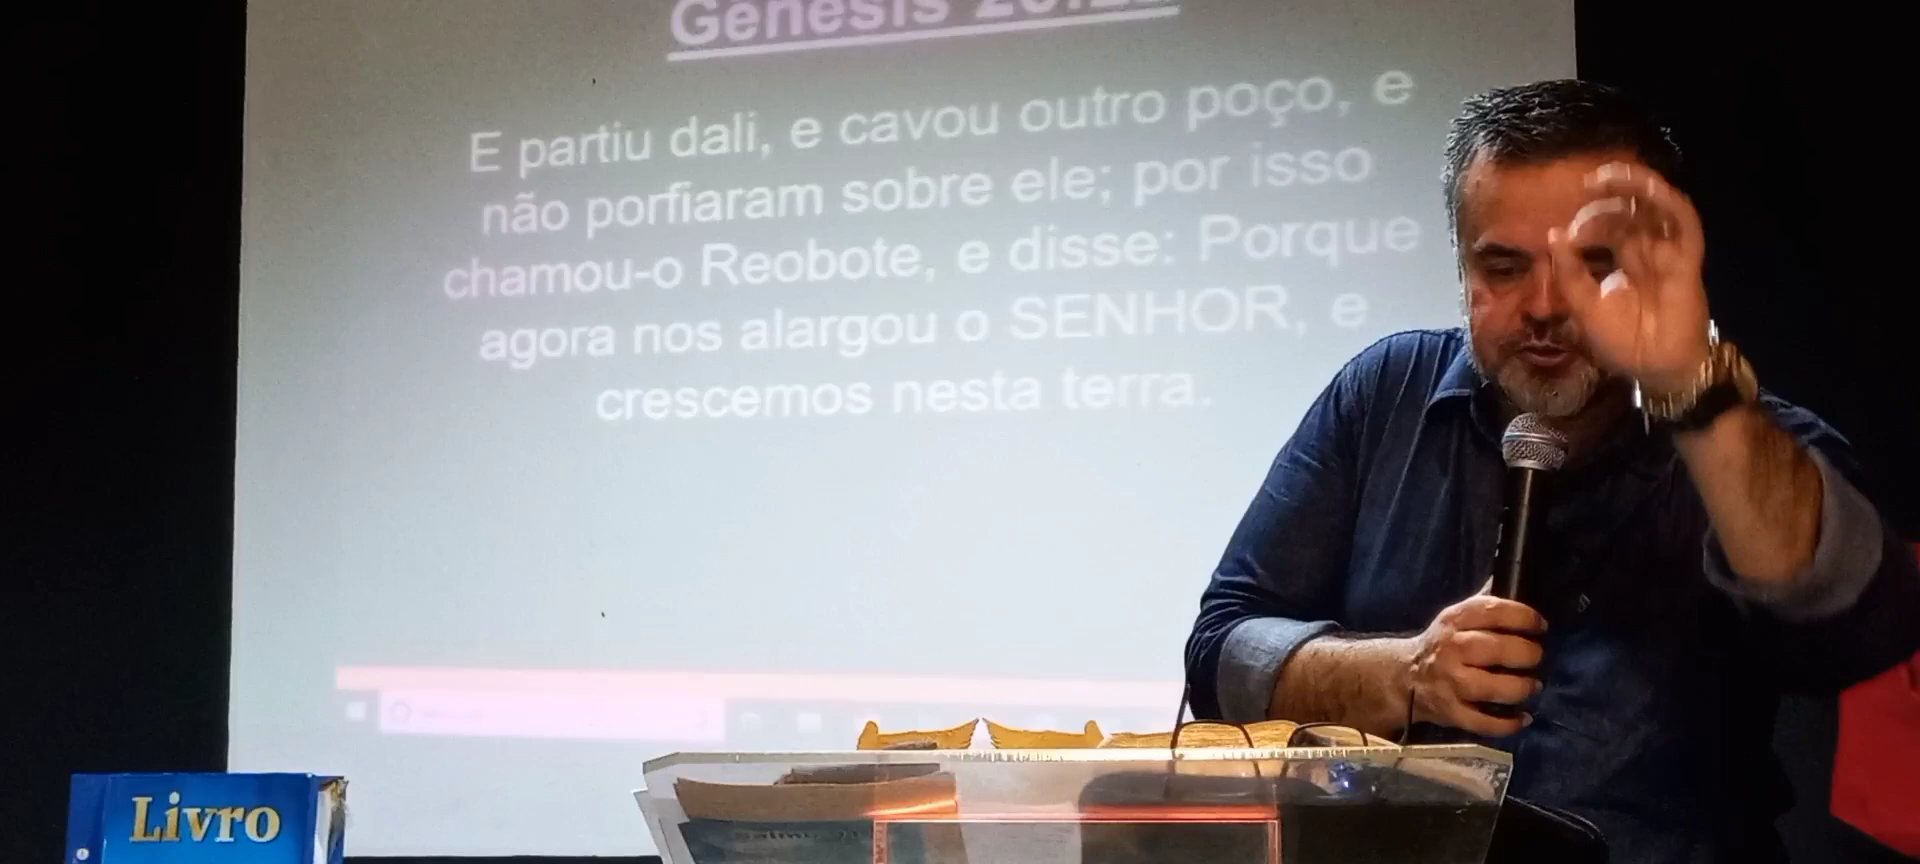 Gênesis
E partiu dali, e cavou outro poço, e
não porfiaram sobre ele; por isso
chamou-o Reobote, e disse: Porque
agora nos alargou o SENHOR, e
crescemos nesta terra.
Livro